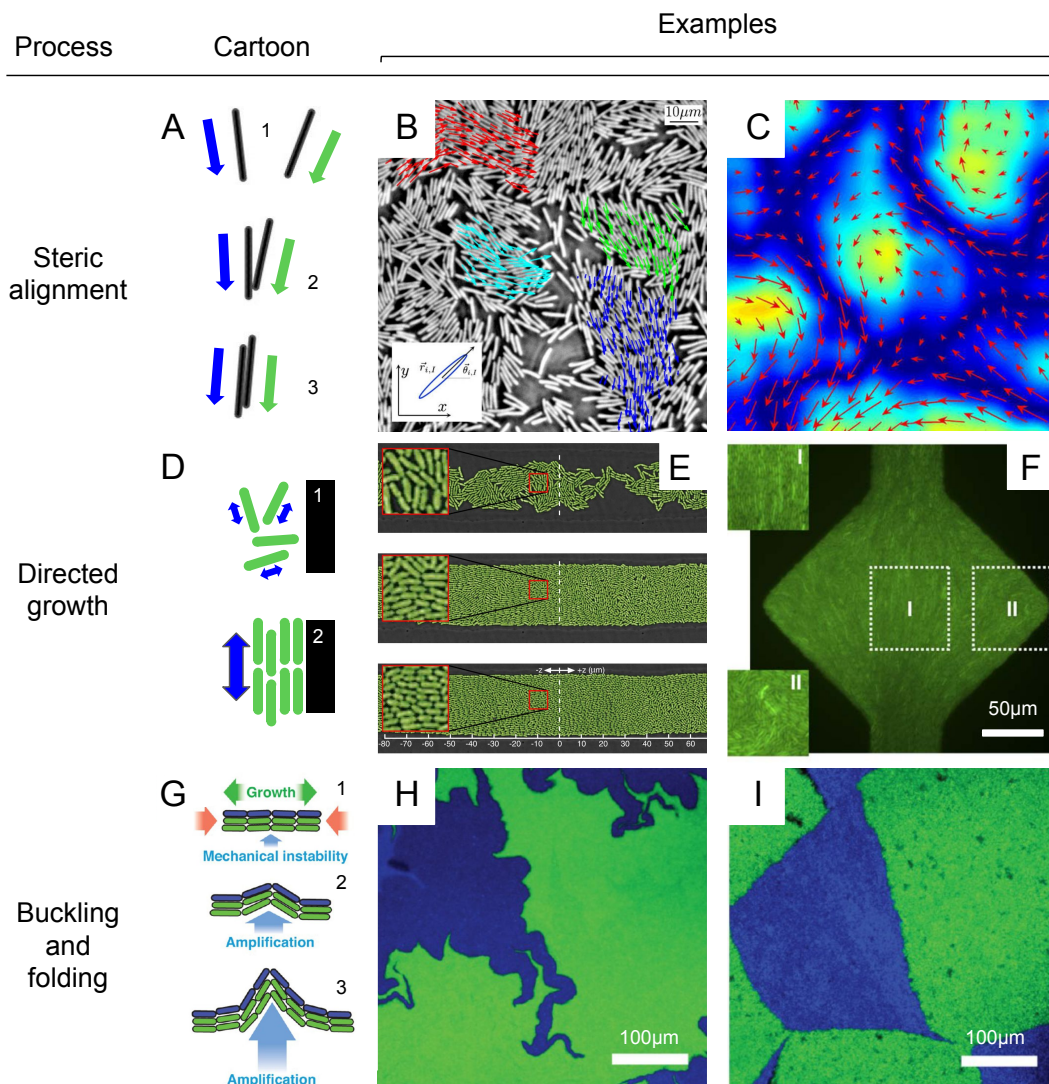 Process
Cartoon
Examples
A
1
2
3
Steric
alignment
B
10μm
y
x
r⃗i,I
θ⃗i,I
C
D
1
2
Directed
growth
E
-z
+z (μm)
-80 -70 -60 -50 -40 -30 -20 -10 0 10 20 30 40 50 60
F
I
I
II
II
50μm
G
Growth
1
Mechanical instability
2
Amplification
3
Amplification
Buckling
and
folding
H
100μm
I
100μm